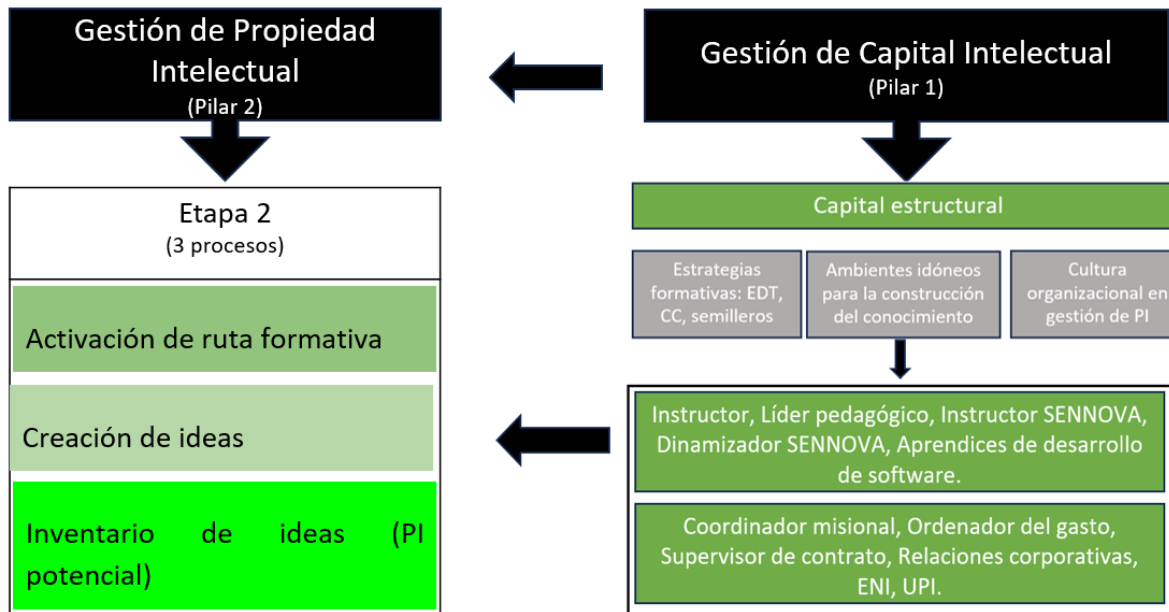 Gestión de Propiedad
Intelectual
(Pilar 2)
Gestión de Capital Intelectual
(Pilar 1)
Etapa 2
(3 procesos)
Activación de ruta formativa
Creación de ideas
Inventario de ideas (PI
potencial)
Capital estructural
Estrategias
formativas: EDT,
CC, semilleros
Ambientes idóneos
para la construcción
del conocimiento
Cultura
organizacional en
gestión de PI
Instructor, Líder pedagógico, Instructor SENNOVA,
Dinamizador SENNOVA, Aprendices de desarrollo
de software.
Coordinador misional, Ordenador del gasto,
Supervisor de contrato, Relaciones corporativas,
ENI, UPI.